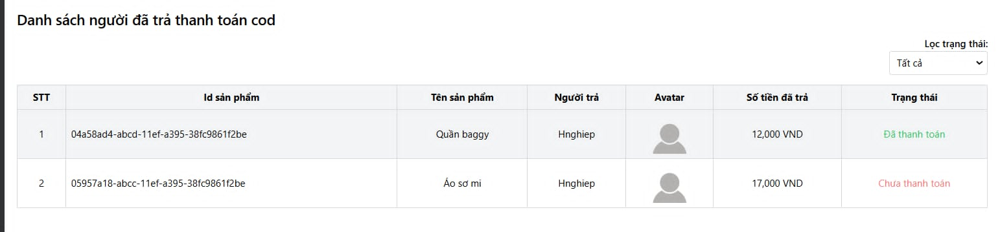 Danh sách người đã trả thanh toán cod
Lọc trạng thái:
Tất cả
STT Id sản phẩm Tên sản phẩm Người trả Avatar Số tiền đã trả Trạng thái
1 04a58ad4-abcd-11ef-a395-38fc9861f2be Quần baggy Hnghiep 12,000 VND Đã thanh toán
2 05957a18-abcc-11ef-a395-38fc9861f2be Áo sơ mi Hnghiep 17,000 VND Chưa thanh toán